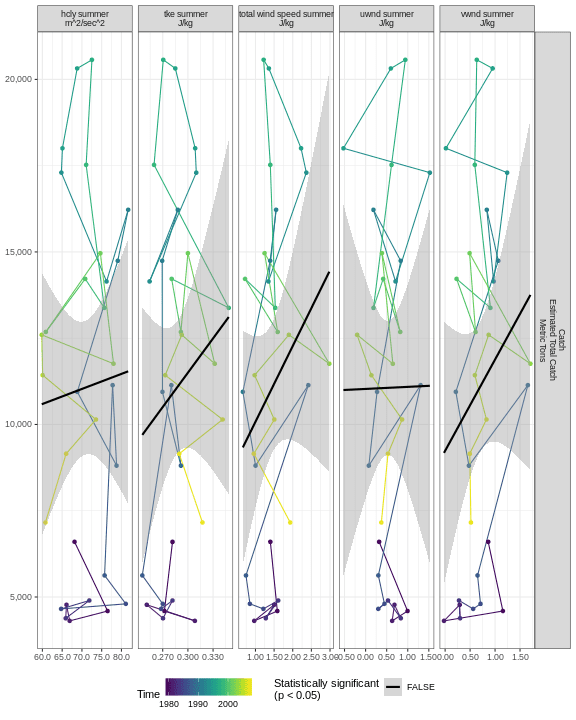 hdly summer
m^2/sec^2
tke summer
J/kg
total wind speed summer
J/kg
uwnd summer
J/kg
vwnd summer
J/kg
20,000
15,000
10,000
5,000
Catch
Estimated Total Catch
Metric Tons
60.0 65.0 70.0 75.0 80.0
0.270 0.300 0.330
1.00 1.50 2.00 2.50 3.00
0.50 0.00 0.50 1.00 1.50
0.00 0.50 1.00 1.50
Time
1980 1990 2000
Statistically significant
(p < 0.05)
FALSE